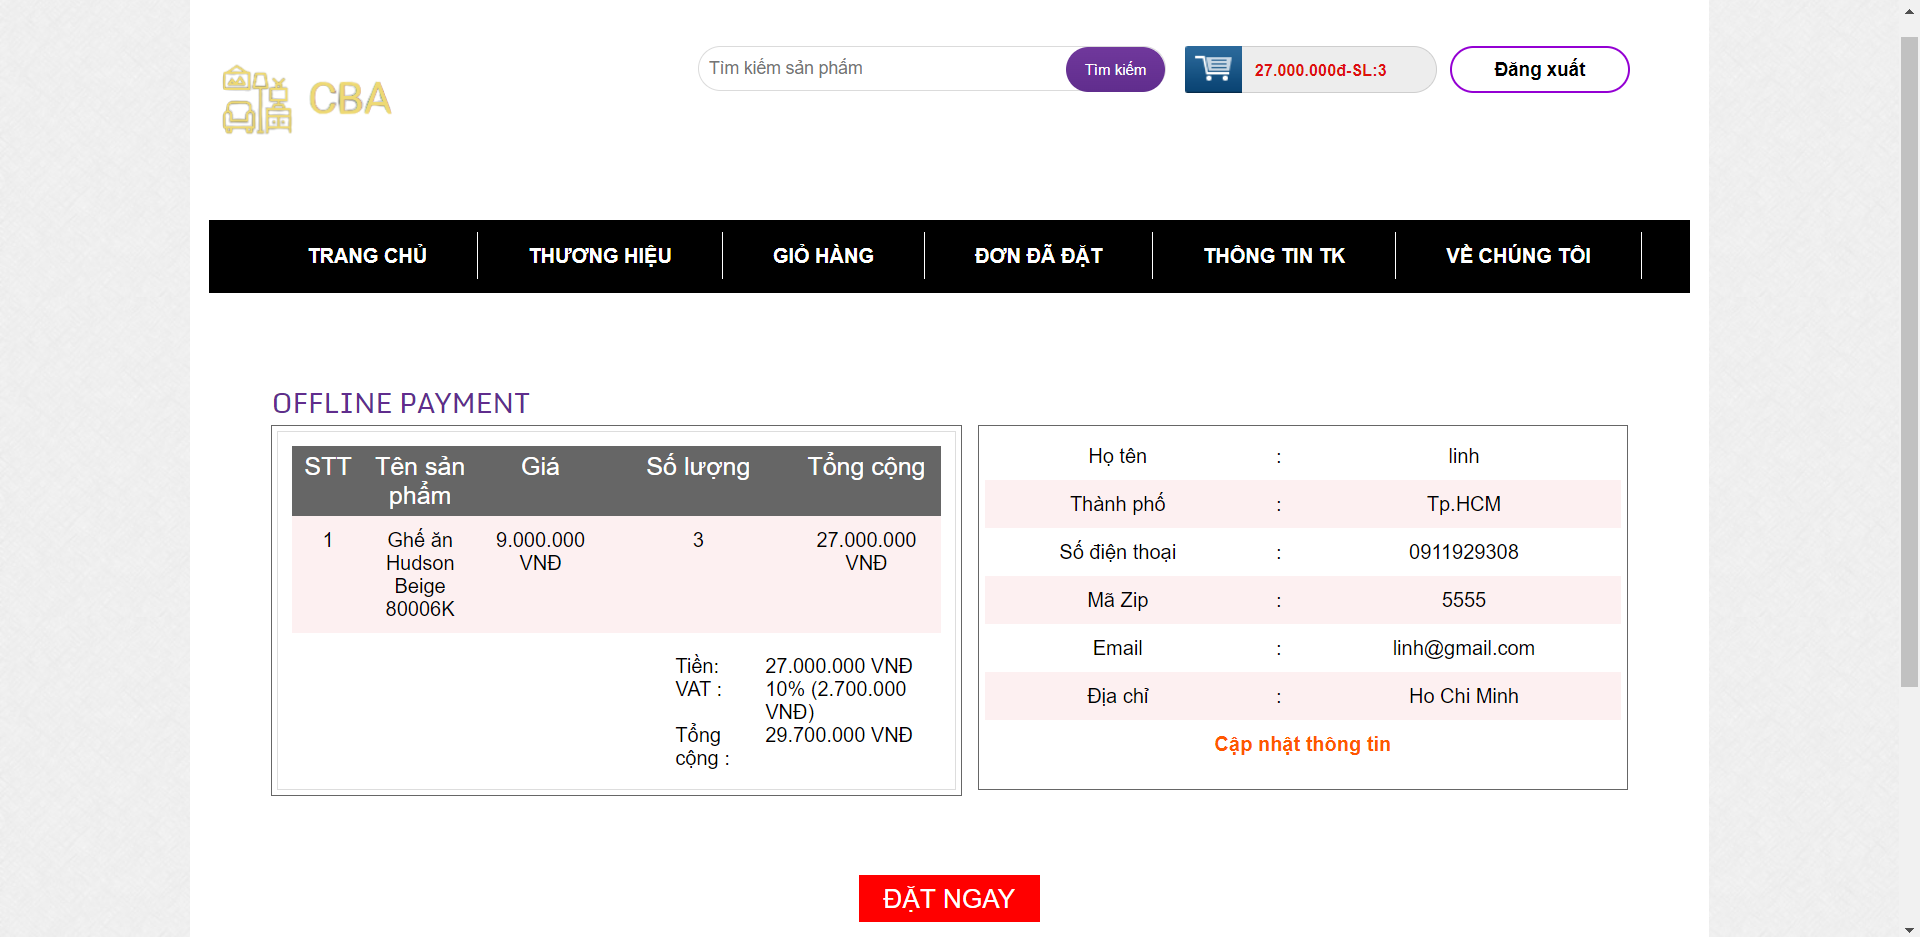 CBA
Tìm kiếm sản phẩm
Tìm kiếm
27.000.000đ-SL:3
Đăng xuất
TRANG CHỦ
THƯƠNG HIỆU
GIỎ HÀNG
ĐƠN ĐÃ ĐẶT
THÔNG TIN TK
VỀ CHÚNG TÔI
OFFLINE PAYMENT
STT Tên sản Giá Số lượng Tổng cộng
phẩm
1 Ghế ăn 9.000.000 3 27.000.000
Hudson VNĐ VNĐ
Beige
80006K
Tiền: 27.000.000 VNĐ
VAT : 10% (2.700.000
VNĐ)
Tổng 29.700.000 VNĐ
cộng :
Họ tên : linh
Thành phố : Tp.HCM
Số điện thoại : 0911929308
Mã Zip : 5555
Email : linh@gmail.com
Địa chỉ : Ho Chi Minh
Cập nhật thông tin
ĐẶT NGAY